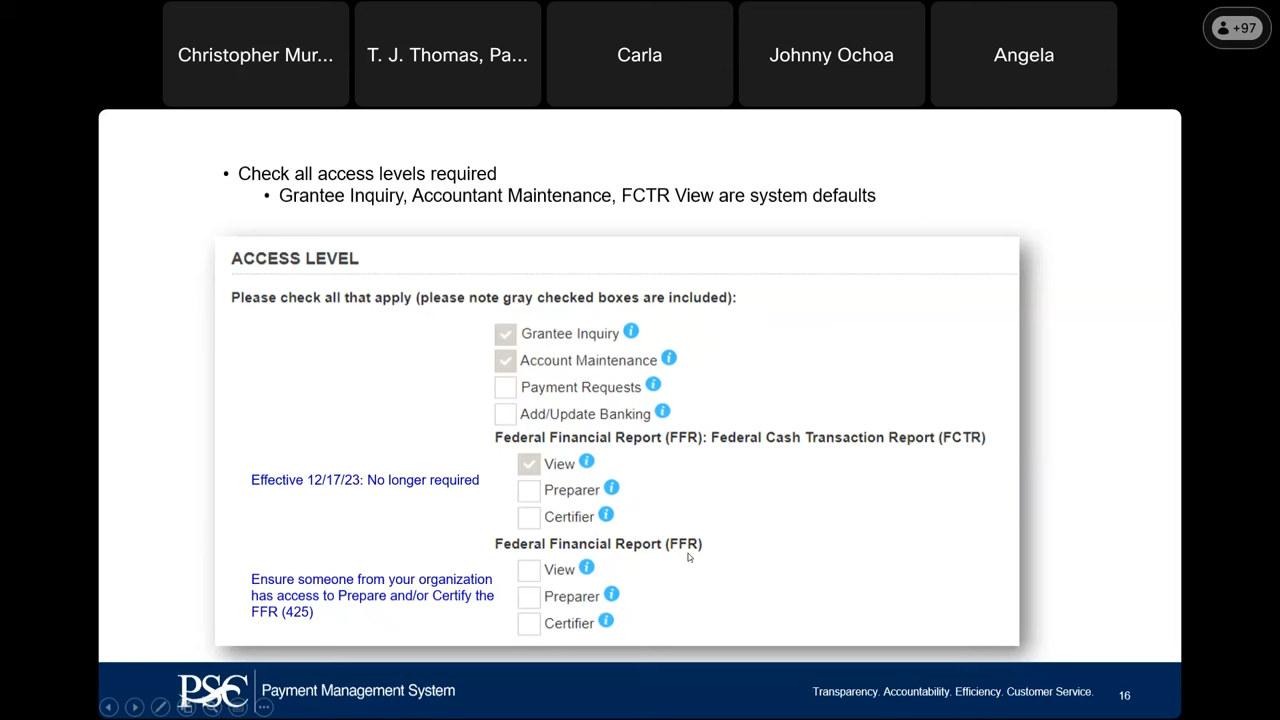 Christopher Mur...
T. J. Thomas, Pa...
Carla
Johnny Ochoa
Angela
+97
• Check all access levels required
• Grantee Inquiry, Accountant Maintenance, FCTR View are system defaults
ACCESS LEVEL
Please check all that apply (please note gray checked boxes are included):
Grantee Inquiry i
Account Maintenance i
Payment Requests i
Add/Update Banking i
Federal Financial Report (FFR): Federal Cash Transaction Report (FCTR)
Effective 12/17/23: No longer required
View i
Preparer i
Certifier i
Federal Financial Report (FFR)
Ensure someone from your organization
has access to Prepare and/or Certify the
FFR (425)
View i
Preparer i
Certifier i
PSC Payment Management System
Transparency. Accountability. Efficiency. Customer Service.
16